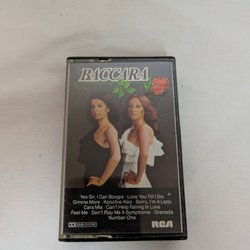 BACCARA
Yes Sir, I Can Boogie · Love You Till I Die
Gimme More · Koochie-Koo · Sorry, I'm A Lady
Cara Mia · Can't Help Falling In Love
Feel Me · Don't Play Me A Symphonie · Granada
Number One
RCA